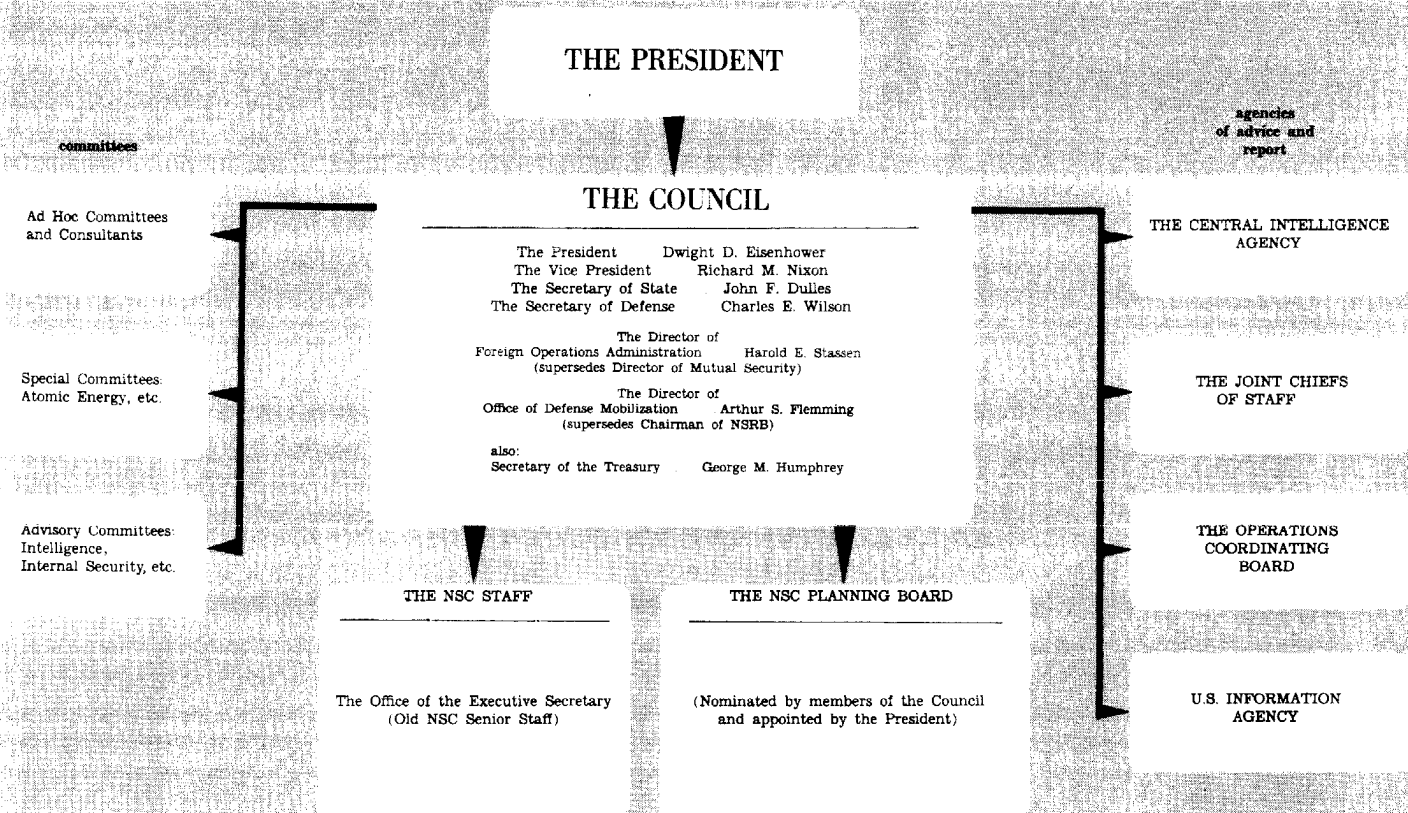 THE PRESIDENT
committees
agencies
of advice and
report
THE COUNCIL
The President Dwight D. Eisenhower
The Vice President Richard M. Nixon
The Secretary of State John F. Dulles
The Secretary of Defense Charles E. Wilson
The Director of
Foreign Operations Administration Harold E. Stassen
(supersedes Director of Mutual Security)
The Director of
Office of Defense Mobilization Arthur S. Flemming
(supersedes Chairman of NSRB)
also:
Secretary of the Treasury George M. Humphrey
Ad Hoc Committees
and Consultants
Special Committees:
Atomic Energy, etc.
Advisory Committees:
Intelligence,
Internal Security, etc.
THE CENTRAL INTELLIGENCE
AGENCY
THE JOINT CHIEFS
OF STAFF
THE OPERATIONS
COORDINATING
BOARD
U.S. INFORMATION
AGENCY
THE NSC STAFF
The Office of the Executive Secretary
(Old NSC Senior Staff)
THE NSC PLANNING BOARD
(Nominated by members of the Council
and appointed by the President)